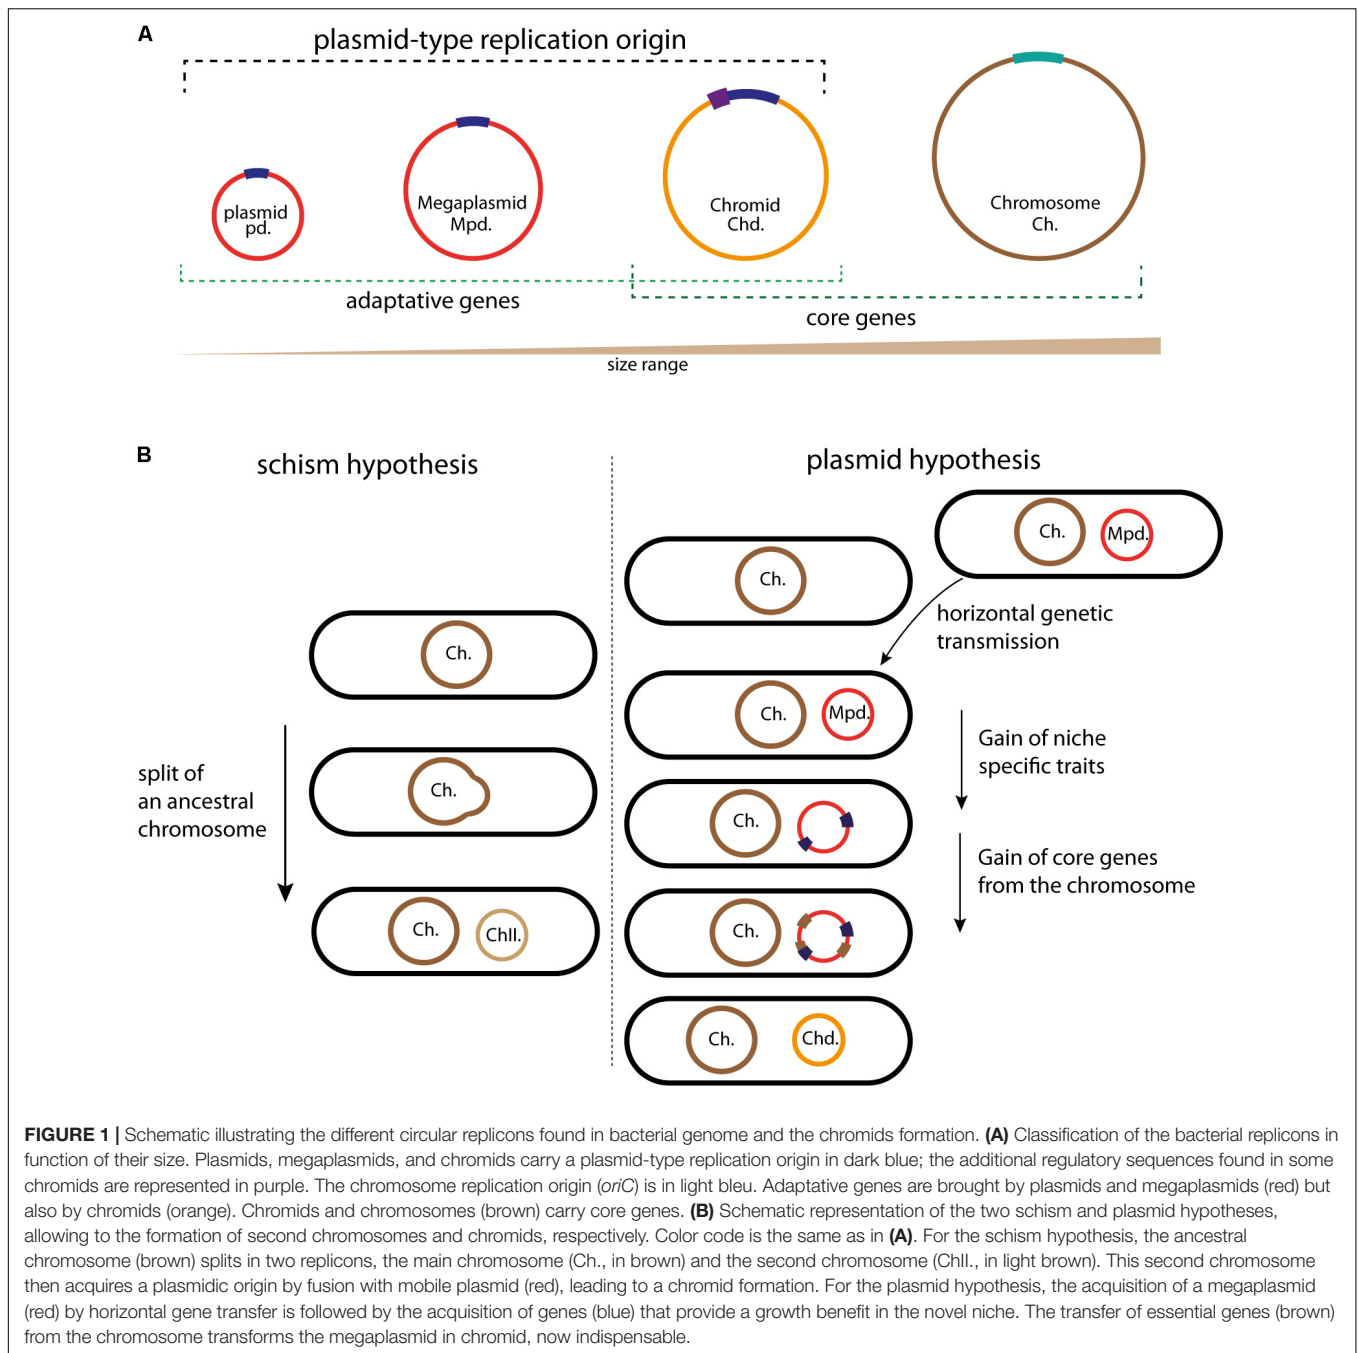 A
plasmid-type replication origin
plasmid
pd.
Megaplasmid
Mpd.
Chromid
Chd.
Chromosome
Ch.
adaptative genes
core genes
size range
B
schism hypothesis
plasmid hypothesis
Ch.
Mpd.
Ch.
horizontal genetic
transmission
Ch.
Ch.
Mpd.
Gain of niche
specific traits
split of
an ancestral
chromosome
Ch.
Ch.
Gain of core genes
from the chromosome
Ch.
ChII.
Ch.
Ch.
Chd.
FIGURE 1 | Schematic illustrating the different circular replicons found in bacterial genome and the chromids formation. (A) Classification of the bacterial replicons in
function of their size. Plasmids, megaplasmids, and chromids carry a plasmid-type replication origin in dark blue; the additional regulatory sequences found in some
chromids are represented in purple. The chromosome replication origin (oriC) is in light bleu. Adaptative genes are brought by plasmids and megaplasmids (red) but
also by chromids (orange). Chromids and chromosomes (brown) carry core genes. (B) Schematic representation of the two schism and plasmid hypotheses,
allowing to the formation of second chromosomes and chromids, respectively. Color code is the same as in (A). For the schism hypothesis, the ancestral
chromosome (brown) splits in two replicons, the main chromosome (Ch., in brown) and the second chromosome (ChII., in light brown). This second chromosome
then acquires a plasmidic origin by fusion with mobile plasmid (red), leading to a chromid formation. For the plasmid hypothesis, the acquisition of a megaplasmid
(red) by horizontal gene transfer is followed by the acquisition of genes (blue) that provide a growth benefit in the novel niche. The transfer of essential genes (brown)
from the chromosome transforms the megaplasmid in chromid, now indispensable.